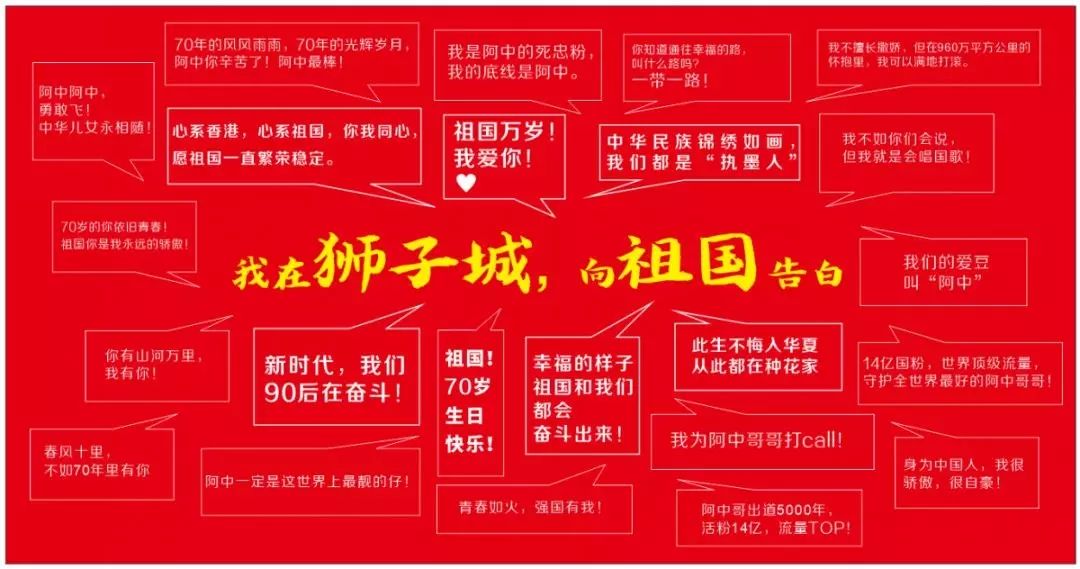 70年的风风雨雨，70年的光辉岁月，
阿中你辛苦了！阿中最棒！
我是阿中的死忠粉，
我的底线是阿中。
你知道通往幸福的路，
叫什么路吗？
一带一路！
我不擅长撒娇，但在960万平方公里的
怀抱里，我可以满地打滚。
阿中阿中，
勇敢飞！
中华儿女永相随！
心系香港，心系祖国，你我同心，
愿祖国一直繁荣稳定。
祖国万岁！
我爱你！
♥
中华民族锦绣如画，
我们都是“执墨人”
我不如你们会说，
但我就是会唱国歌！
70岁的你依旧青春！
祖国你是我永远的骄傲！
我在狮子城，向祖国告白
我们的爱豆
叫“阿中”
你有山河万里，
我有你！
新时代，我们
90后在奋斗！
祖国！
70岁
生日
快乐！
幸福的样子
祖国和我们
都会
奋斗出来！
此生不悔入华夏
从此都在种花家
14亿国粉，世界顶级流量，
守护全世界最好的阿中哥哥！
春风十里，
不如70年里有你
阿中一定是这世界上最靓的仔！
青春如火，强国有我！
我为阿中哥哥打call！
阿中哥出道5000年，
活粉14亿，流量TOP！
身为中国人，我很
骄傲，很自豪！